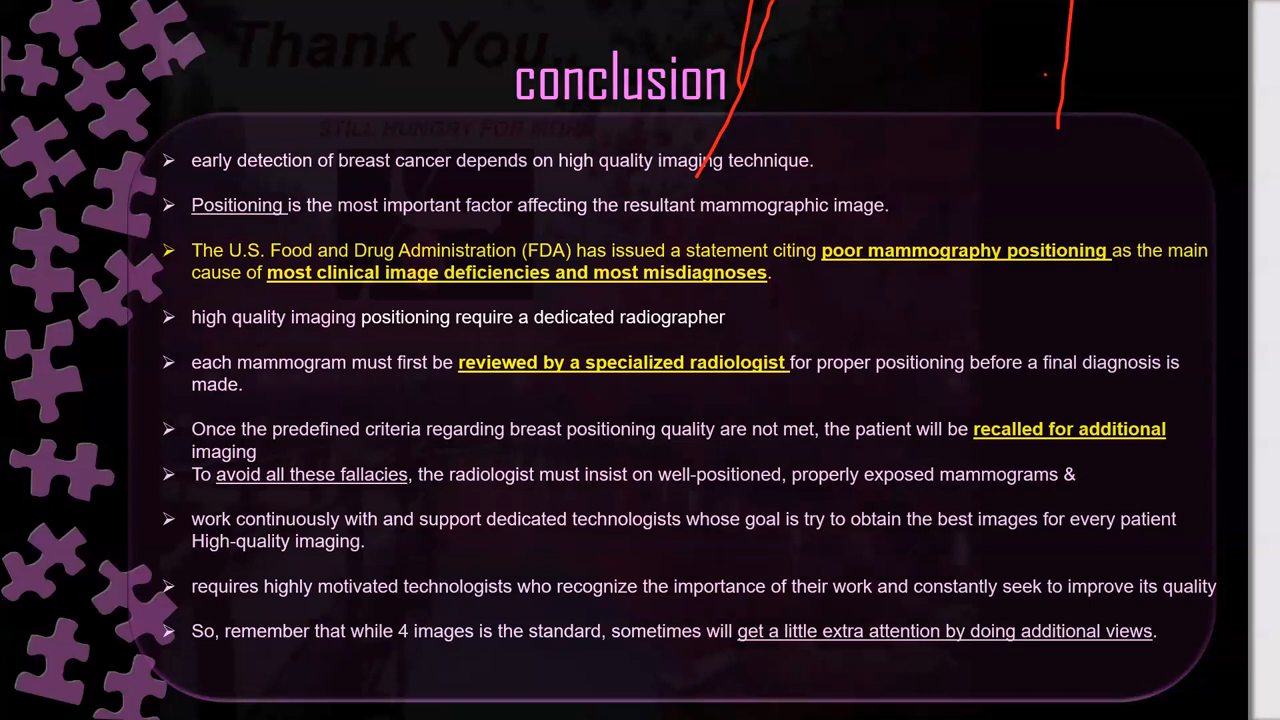 Thank You..
conclusion
STILL HUNGRY FOR MORE
➢ early detection of breast cancer depends on high quality imaging technique.
➢ Positioning is the most important factor affecting the resultant mammographic image.
➢ The U.S. Food and Drug Administration (FDA) has issued a statement citing poor mammography positioning as the main
cause of most clinical image deficiencies and most misdiagnoses.
➢ high quality imaging positioning require a dedicated radiographer
➢ each mammogram must first be reviewed by a specialized radiologist for proper positioning before a final diagnosis is
made.
➢ Once the predefined criteria regarding breast positioning quality are not met, the patient will be recalled for additional
imaging
➢ To avoid all these fallacies, the radiologist must insist on well-positioned, properly exposed mammograms &
➢ work continuously with and support dedicated technologists whose goal is try to obtain the best images for every patient
High-quality imaging.
➢ requires highly motivated technologists who recognize the importance of their work and constantly seek to improve its quality
➢ So, remember that while 4 images is the standard, sometimes will get a little extra attention by doing additional views.